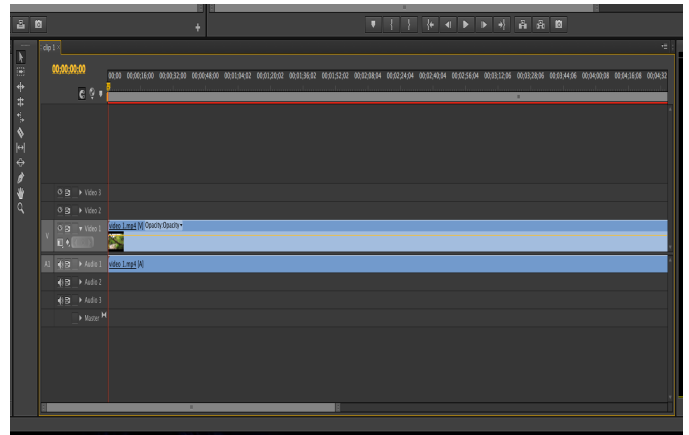 clip 1 ×
00;00;00;00
00;00 00;00;16;00 00;00;32;00 00;00;48;00 00;01;04;02 00;01;20;02 00;01;36;02 00;01;52;02 00;02;08;04 00;02;24;04 00;02;40;04 00;02;56;04 00;03;12;06 00;03;28;06 00;03;44;06 00;04;00;08 00;04;16;08 00;04;32
Video 3
Video 2
V Video 1 video 1.mp4 [V] Opacity:Opacity
A1 Audio 1 video 1.mp4 [A]
Audio 2
Audio 3
Master